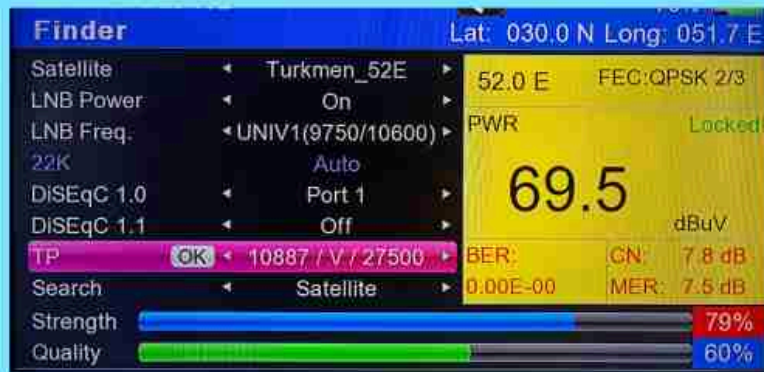 Finder
Lat: 030.0 N Long: 051.7 E
Satellite Turkmen_52E
LNB Power On
LNB Freq. UNIV1(9750/10600)
22K Auto
DiSEqC 1.0 Port 1
DiSEqC 1.1 Off
TP OK 10887 / V / 27500
Search Satellite
52.0 E FEC:QPSK 2/3
PWR Locked
69.5
dBuV
BER: CN: 7.8 dB
0.00E-00 MER: 7.5 dB
Strength 79%
Quality 60%